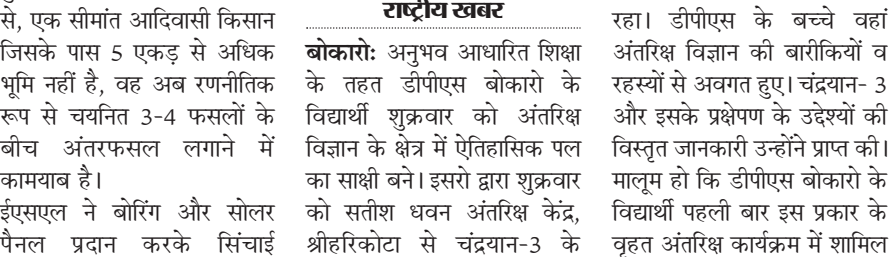 से, एक सीमांत आदिवासी किसान
जिसके पास 5 एकड़ से अधिक
भूमि नहीं है, वह अब रणनीतिक
रूप से चयनित 3-4 फसलों के
बीच अंतरफसल लगाने में
कामयाब है।
ईएसएल ने बोरिंग और सोलर
पैनल प्रदान करके सिंचाई
राष्ट्रीय खबर
बोकारो: अनुभव आधारित शिक्षा
के तहत डीपीएस बोकारो के
विद्यार्थी शुक्रवार को अंतरिक्ष
विज्ञान के क्षेत्र में ऐतिहासिक पल
का साक्षी बने। इसरो द्वारा शुक्रवार
को सतीश धवन अंतरिक्ष केंद्र,
श्रीहरिकोटा से चंद्रयान-3 के
रहा। डीपीएस के बच्चे वहां
अंतरिक्ष विज्ञान की बारीकियों व
रहस्यों से अवगत हुए। चंद्रयान- 3
और इसके प्रक्षेपण के उद्देश्यों की
विस्तृत जानकारी उन्होंने प्राप्त की।
मालूम हो कि डीपीएस बोकारो के
विद्यार्थी पहली बार इस प्रकार के
वृहत अंतरिक्ष कार्यक्रम में शामिल